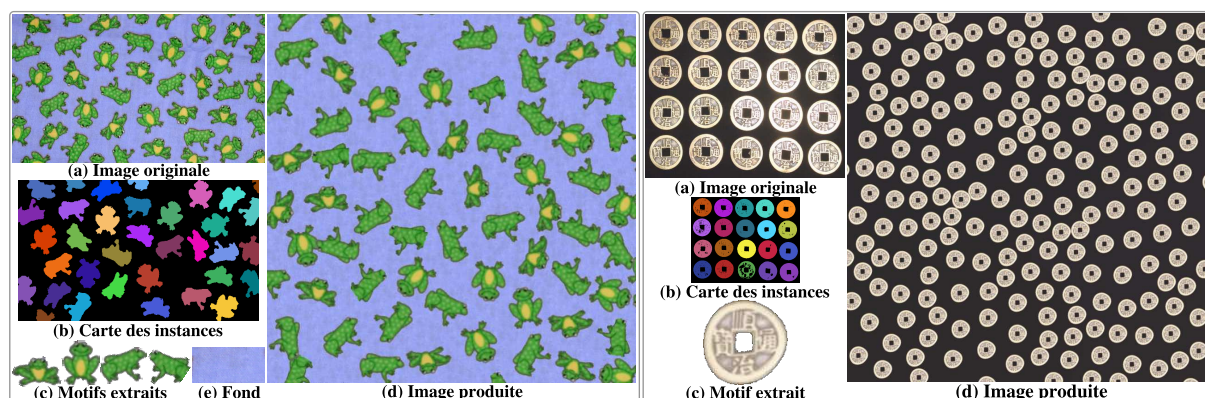 (a) Image originale
(b) Carte des instances
(c) Motifs extraits
(e) Fond
(d) Image produite
(a) Image originale
(b) Carte des instances
(c) Motif extrait
(d) Image produite